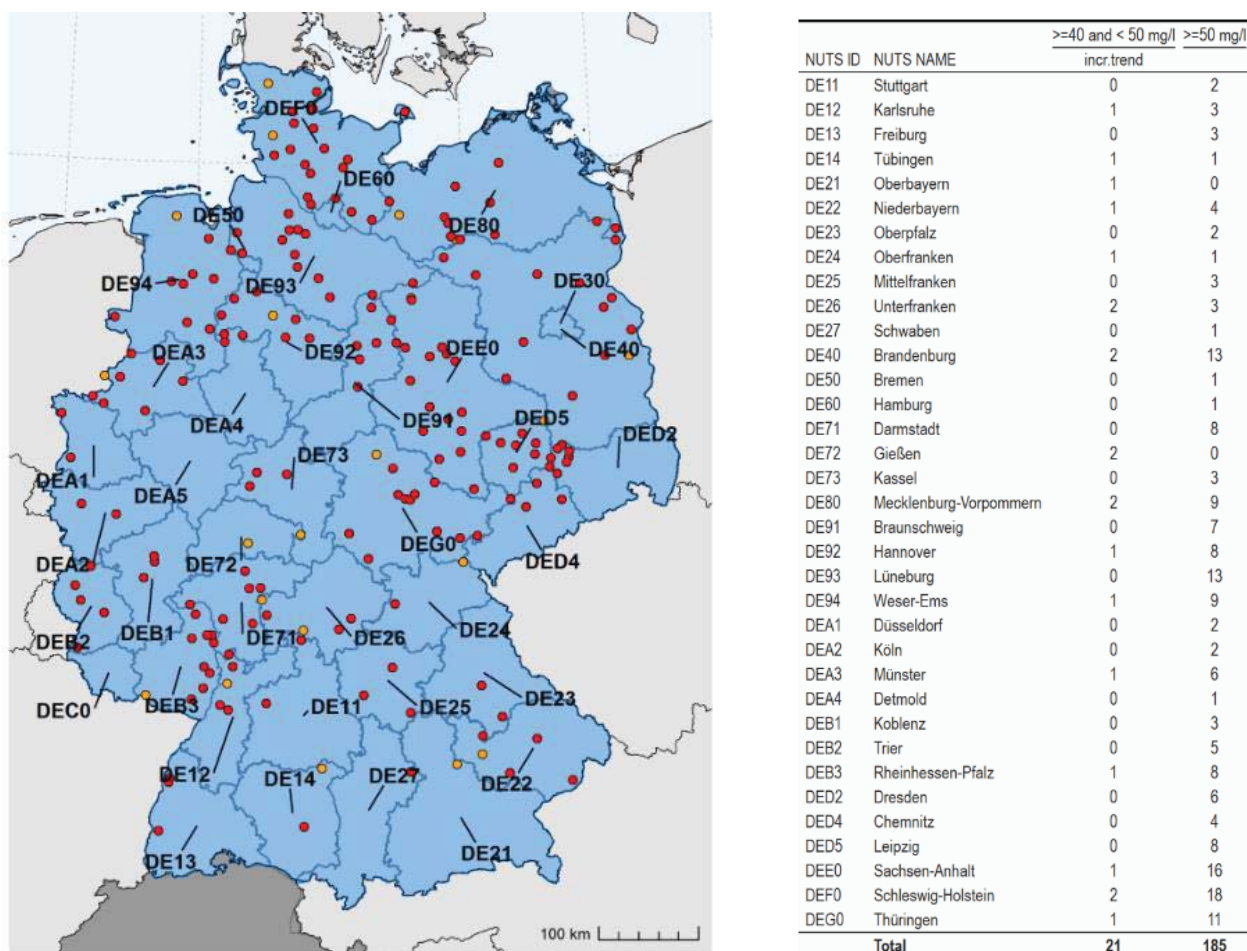 DEF0
DE60
DE50
DE80
DE94
DE93
DE30
DEA3
DE92
DEE0
DE40
DEA4
DE91
DED5
DED2
DE73
DEA1
DEA5
DEG0
DED4
DEA2
DE72
DEB2
DEB1
DE71
DE26
DE24
DEC0
DEB3
DE11
DE25
DE23
DE12
DE14
DE27
DE22
DE13
DE21
100 km
>=40 and < 50 mg/l >=50 mg/l
NUTS ID NUTS NAME incr.trend
DE11 Stuttgart 0 2
DE12 Karlsruhe 1 3
DE13 Freiburg 0 3
DE14 Tübingen 1 1
DE21 Oberbayern 1 0
DE22 Niederbayern 1 4
DE23 Oberpfalz 0 2
DE24 Oberfranken 1 1
DE25 Mittelfranken 0 3
DE26 Unterfranken 2 3
DE27 Schwaben 0 1
DE40 Brandenburg 2 13
DE50 Bremen 0 1
DE60 Hamburg 0 1
DE71 Darmstadt 0 8
DE72 Gießen 2 0
DE73 Kassel 0 3
DE80 Mecklenburg-Vorpommern 2 9
DE91 Braunschweig 0 7
DE92 Hannover 1 8
DE93 Lüneburg 0 13
DE94 Weser-Ems 1 9
DEA1 Düsseldorf 0 2
DEA2 Köln 0 2
DEA3 Münster 1 6
DEA4 Detmold 0 1
DEB1 Koblenz 0 3
DEB2 Trier 0 5
DEB3 Rheinhessen-Pfalz 1 8
DED2 Dresden 0 6
DED4 Chemnitz 0 4
DED5 Leipzig 0 8
DEE0 Sachsen-Anhalt 1 16
DEF0 Schleswig-Holstein 2 18
DEG0 Thüringen 1 11
Total 21 185